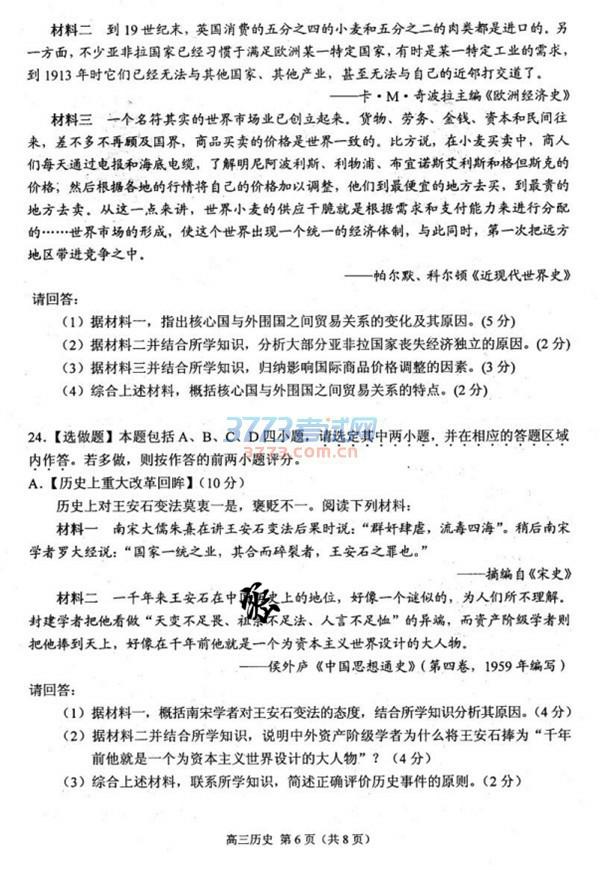 材料二　到19世纪末，英国消费的五分之四的小麦和五分之二的肉类都是进口的。另
一方面，不少亚非拉国家已经习惯于满足欧洲某一特定国家，有时是某一特定工业的需求，
到1913年时它们已经无法与其他国家、其他产业，甚至无法与自己的近邻打交道了。
——卡·M·奇波拉主编《欧洲经济史》
材料三　一个名符其实的世界市场业已创立起来。货物、劳务、金钱、资本和民间往
来，差不多不再顾及国界，商品买卖的价格是世界一致的。比方说，在小麦买卖中，商人
们每天通过电报和海底电缆，了解明尼阿波利斯、利物浦、布宜诺斯艾利斯和格但斯克的
价格，然后根据各地的行情将自己的价格加以调整，他们到最便宜的地方去买，到最贵的
地方去卖。从这一点来讲，世界小麦的供应干脆就是根据需求和支付能力来进行分配
的……世界市场的形成，使这个世界出现一个统一的经济体制，与此同时，第一次把远方
地区带进竞争之中。
——帕尔默、科尔顿《近现代世界史》
请回答：
（1）据材料一，指出核心国与外围国之间贸易关系的变化及其原因。(5 分)
（2）据材料二并结合所学知识，分析大部分亚非拉国家丧失经济独立的原因。(2 分)
（3）据材料三并结合所学知识，归纳影响国际商品价格调整的因素。(3 分)
（4）综合上述材料，概括核心国与外围国之间贸易关系的特点。(2 分)
3773考试网
www.3773.com.cn
24.【选做题】本题包括 A、B、C、D 四小题，请选定其中两小题，并在相应的答题区域
内作答。若多做，则按作答的前两小题评分。
A.【历史上重大改革回眸】（10 分）
历史上对王安石变法莫衷一是，褒贬不一。阅读下列材料：
材料一　南宋大儒朱熹在讲王安石变法后果时说：“群奸肆虐，流毒四海”。稍后南宋
学者罗大经说：“国家一统之业，其合而碎裂者，王安石之罪也。”
——摘编自《宋史》
材料二　一千年来王安石在中国历史上的地位，好像一个谜似的，为人们所不理解。
封建学者把他看做“天变不足畏、祖宗不足法、人言不足恤”的异端，而资产阶级学者则
把他捧到天上，好像在千年前他就是一个为资本主义世界设计的大人物。
——侯外庐《中国思想通史》（第四卷，1959 年编写）
请回答：
（1）据材料一，概括南宋学者对王安石变法的态度，结合所学知识分析其原因。（4 分）
（2）据材料二并结合所学知识，说明中外资产阶级学者为什么将王安石捧为“千年
前他就是一个为资本主义世界设计的大人物”？（4 分）
（3）综合上述材料，联系所学知识，简述正确评价历史事件的原则。（2 分）
高三历史 第 6 页（共 8 页）